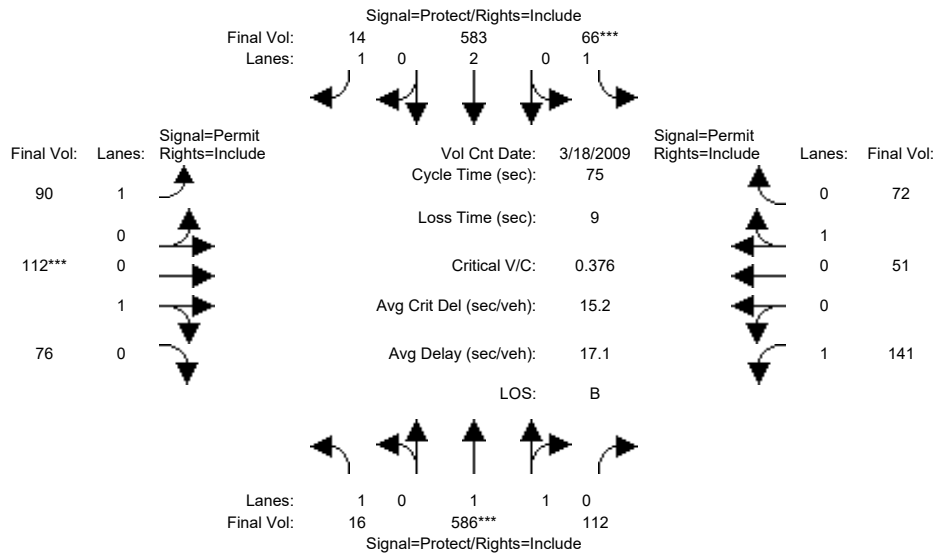 Signal=Protect/Rights=Include
Final Vol: 14 583 66***
Lanes: 1 0 2 0 1
Signal=Permit
Final Vol: Lanes: Rights=Include
Vol Cnt Date: 3/18/2009
Signal=Permit
Rights=Include Lanes: Final Vol:
Cycle Time (sec): 75
90 1
0 72
Loss Time (sec): 9
0
1
112*** 0
Critical V/C: 0.376
0 51
1
Avg Crit Del (sec/veh): 15.2
0
76 0
Avg Delay (sec/veh): 17.1
1 141
LOS: B
Lanes: 1 0 1 1 0
Final Vol: 16 586*** 112
Signal=Protect/Rights=Include